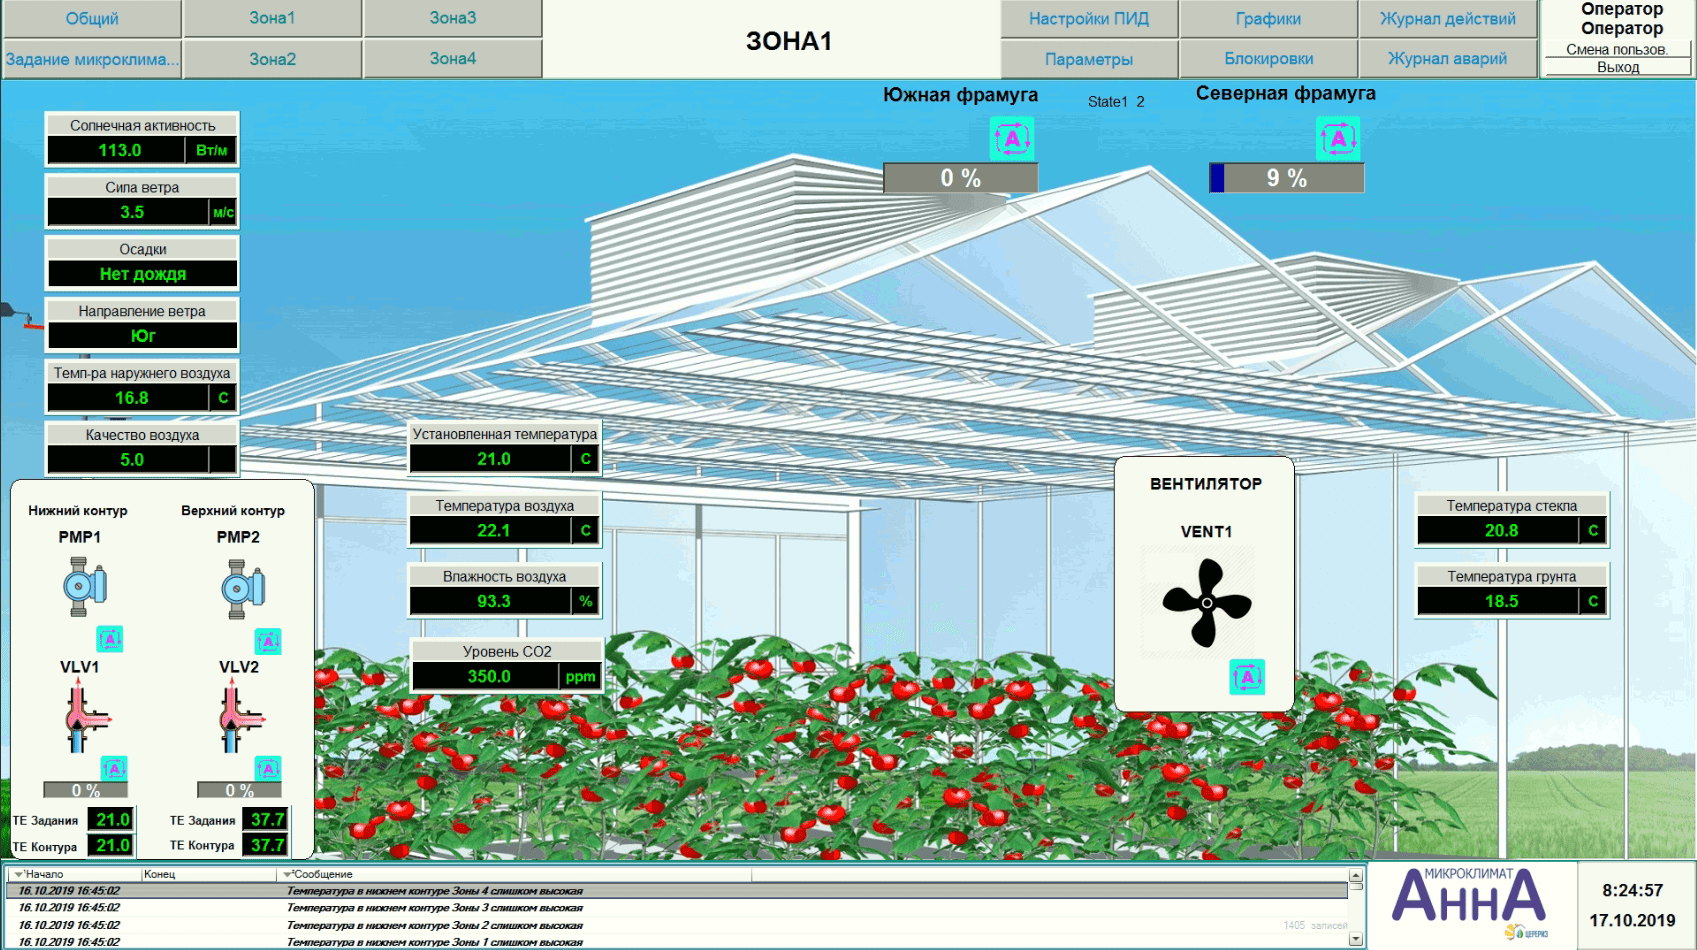 Общий
Зона1
Зона3
Задание микроклима...
Зона2
Зона4
ЗОНА1
Настройки ПИД
Графики
Журнал действий
Параметры
Блокировки
Журнал аварий
Оператор
Оператор
Смена пользов.
Выход
Южная фрамуга
State1 2
Северная фрамуга
A
A
0 %
9 %
Солнечная активность
113.0 Вт/м
Сила ветра
3.5 м/с
Осадки
Нет дождя
Направление ветра
Юг
Темп-ра наружнего воздуха
16.8 C
Качество воздуха
5.0
Установленная температура
21.0 C
Температура воздуха
22.1 C
Влажность воздуха
93.3 %
Уровень CO2
350.0 ppm
ВЕНТИЛЯТОР
VENT1
A
Температура стекла
20.8 C
Температура грунта
18.5 C
Нижний контур
Верхний контур
PMP1
PMP2
A
A
VLV1
VLV2
A
A
0 %
0 %
ТЕ Задания 21.0
ТЕ Задания 37.7
ТЕ Контура 21.0
ТЕ Контура 37.7
Начало Конец Сообщение
16.10.2019 16:45:02 Температура в нижнем контуре Зоны 4 слишком высокая
16.10.2019 16:45:02 Температура в нижнем контуре Зоны 3 слишком высокая
16.10.2019 16:45:02 Температура в нижнем контуре Зоны 2 слишком высокая
16.10.2019 16:45:02 Температура в нижнем контуре Зоны 1 слишком высокая
1405 записей
МИКРОКЛИМАТ
АннА
ЦЕРЕРИЗ
8:24:57
17.10.2019